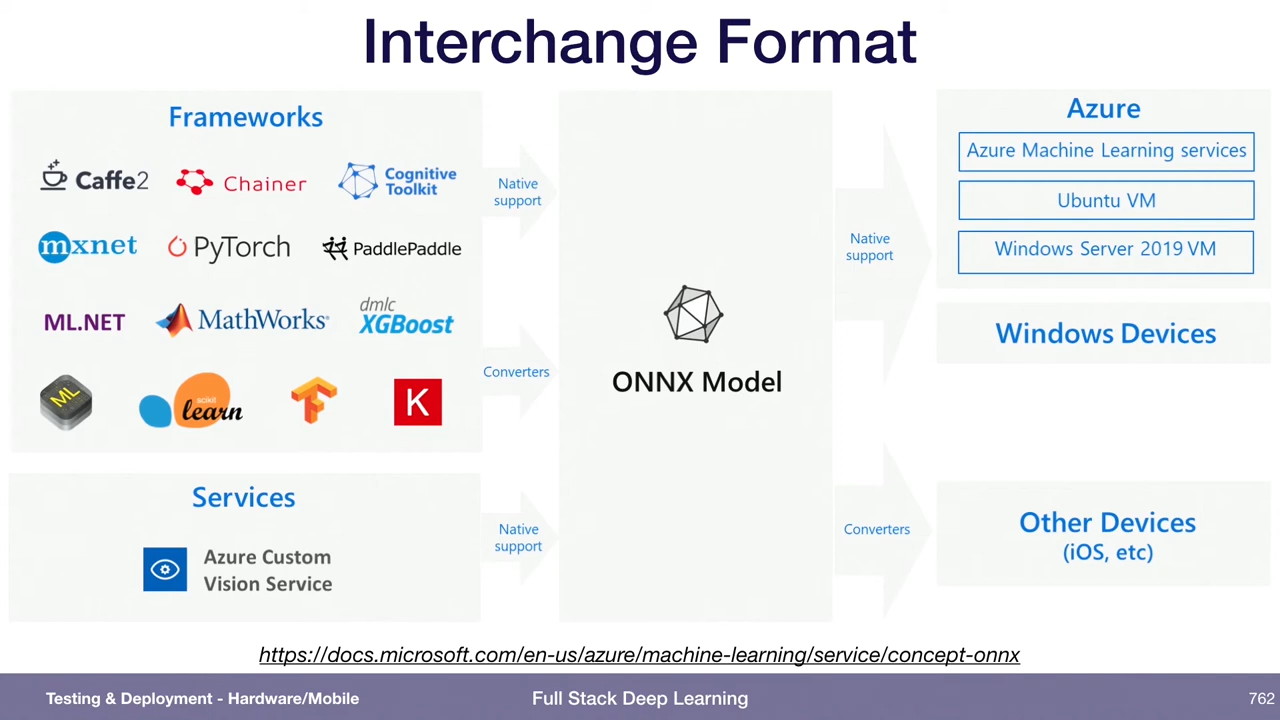 Interchange Format
Frameworks
Caffe2
Chainer
Cognitive
Toolkit
mxnet
PyTorch
PaddlePaddle
ML.NET
MathWorks®
dmlc
XGBoost
ML
scikit
learn
K
Services
Azure Custom
Vision Service
Native
support
Converters
Native
support
ONNX Model
Native
support
Converters
Azure
Azure Machine Learning services
Ubuntu VM
Windows Server 2019 VM
Windows Devices
Other Devices
(iOS, etc)
https://docs.microsoft.com/en-us/azure/machine-learning/service/concept-onnx
Testing & Deployment - Hardware/Mobile
Full Stack Deep Learning
762